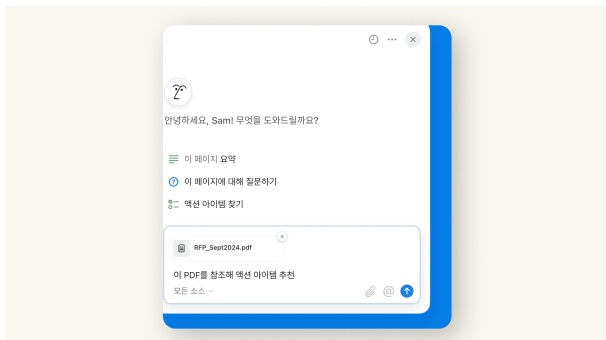 안녕하세요, Sam! 무엇을 도와드릴까요?
이 페이지 요약
이 페이지에 대해 질문하기
액션 아이템 찾기
RFP_Sept2024.pdf
이 PDF를 참조해 액션 아이템 추천
모든 소스